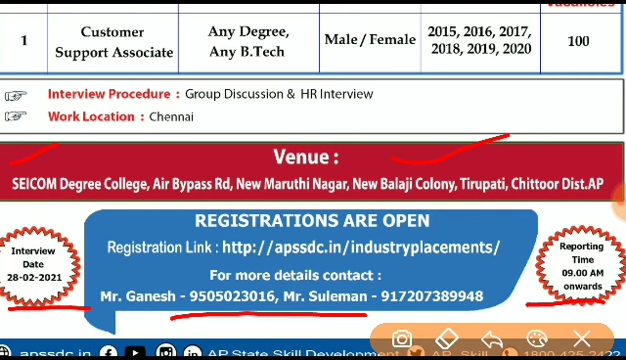 Vacancies
1
Customer
Support Associate
Any Degree,
Any B.Tech
Male / Female
2015, 2016, 2017,
2018, 2019, 2020
100
Interview Procedure : Group Discussion & HR Interview
Work Location : Chennai
Venue :
SEICOM Degree College, Air Bypass Rd, New Maruthi Nagar, New Balaji Colony, Tirupati, Chittoor Dist.AP
REGISTRATIONS ARE OPEN
Registration Link : http://apssdc.in/industryplacements/
For more details contact :
Mr. Ganesh - 9505023016, Mr. Suleman - 917207389948
Interview
Date
28-02-2021
Reporting
Time
09.00 AM
onwards
apssdc.in
AP State Skill Development
AP_Skill
1800 425 2422